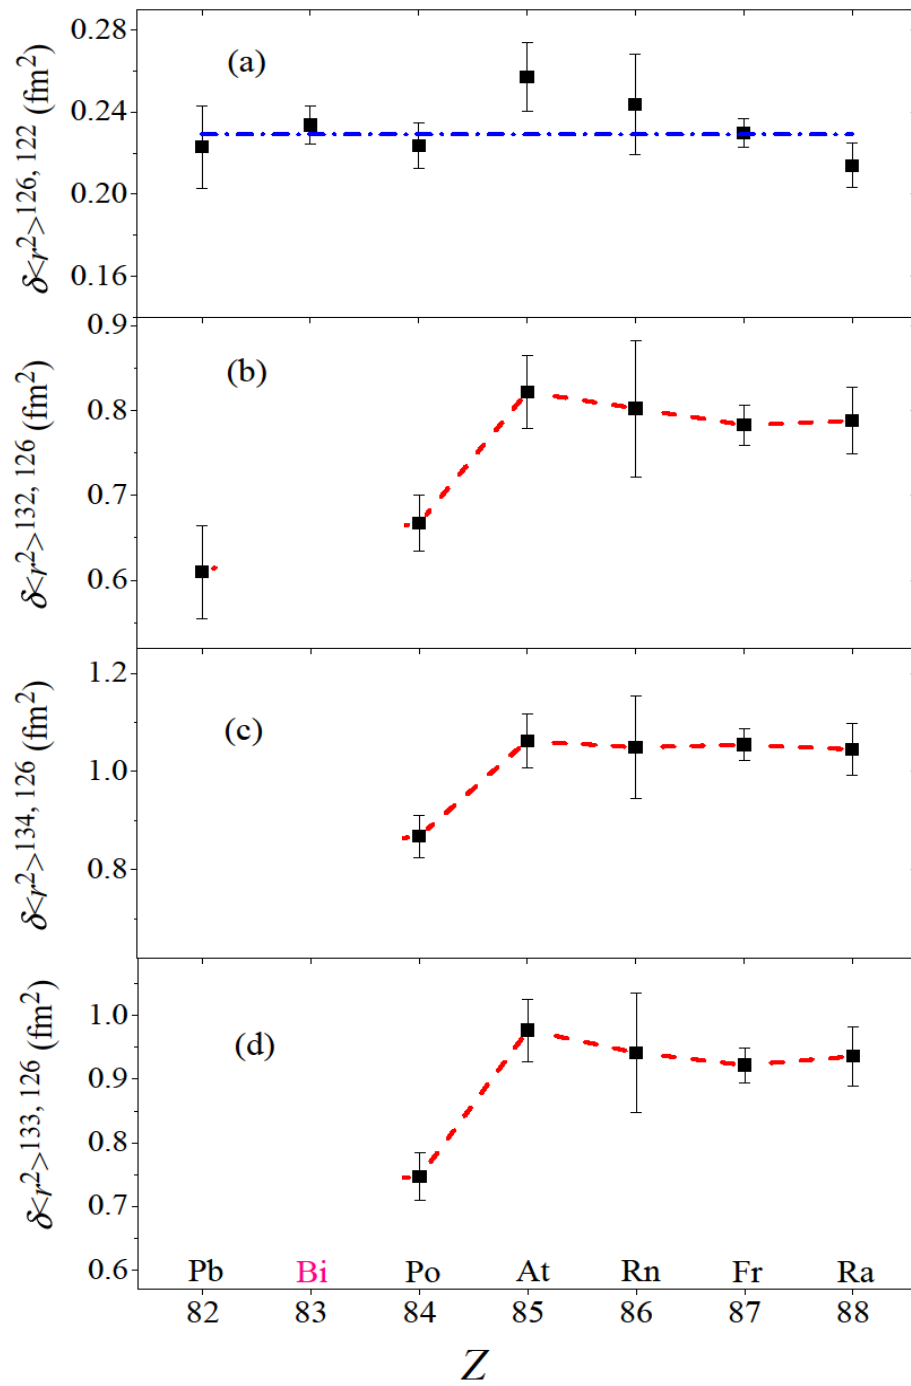 0.28
0.24
0.20
0.16
δ<r²>126, 122 (fm²)
(a)
0.9
0.8
0.7
0.6
δ<r²>132, 126 (fm²)
(b)
1.2
1.0
0.8
δ<r²>134, 126 (fm²)
(c)
1.0
0.9
0.8
0.7
0.6
δ<r²>133, 126 (fm²)
(d)
Pb Bi Po At Rn Fr Ra
82 83 84 85 86 87 88
Z